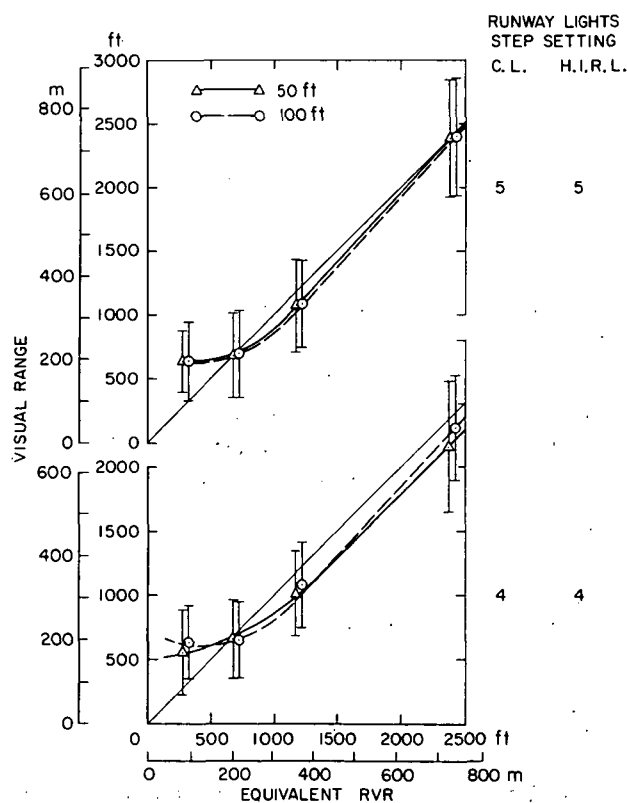 RUNWAY LIGHTS
STEP SETTING
C. L. H.I.R.L.
ft
3000
m
50 ft
100 ft
800
2500
600
2000
5 5
1500
400
1000
200
500
0
0
VISUAL RANGE
2000
600
1500
400
1000
4 4
200
500
0
0
0 500 1000 1500 2000 2500 ft
0 200 400 600 800 m
EQUIVALENT RVR